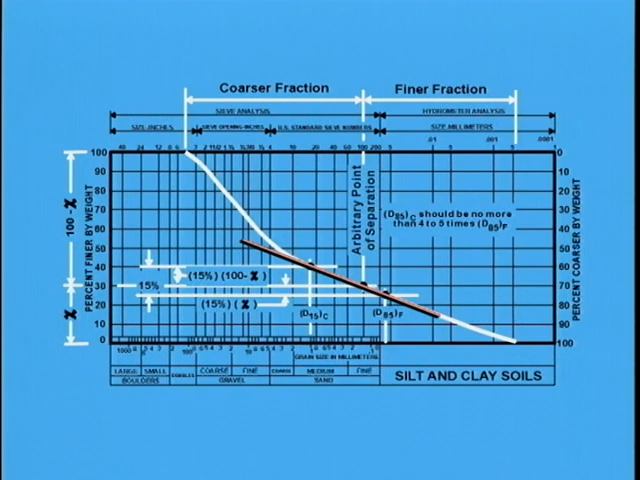 Coarser Fraction
Finer Fraction
SIEVE ANALYSIS
HYDROMETER ANALYSIS
SIZE-INCHES
SIEVE OPENING-INCHES
U.S. STANDARD SIEVE NUMBERS
SIZE MILLIMETERS
100
90
80
70
60
50
40
30
20
10
0
PERCENT FINER BY WEIGHT
100 - X
X
0
10
20
30
40
50
60
70
80
90
100
PERCENT COARSER BY WEIGHT
Arbitrary Point
of Separation
(D85)C should be no more
than 4 to 5 times (D85)F
15%
(15%) (100-X)
(15%) (X)
(D15)C
(D85)F
GRAIN SIZE IN MILLIMETERS
LARGE SMALL COBBLES COARSE FINE COARSE MEDIUM FINE
BOULDERS GRAVEL SAND
SILT AND CLAY SOILS